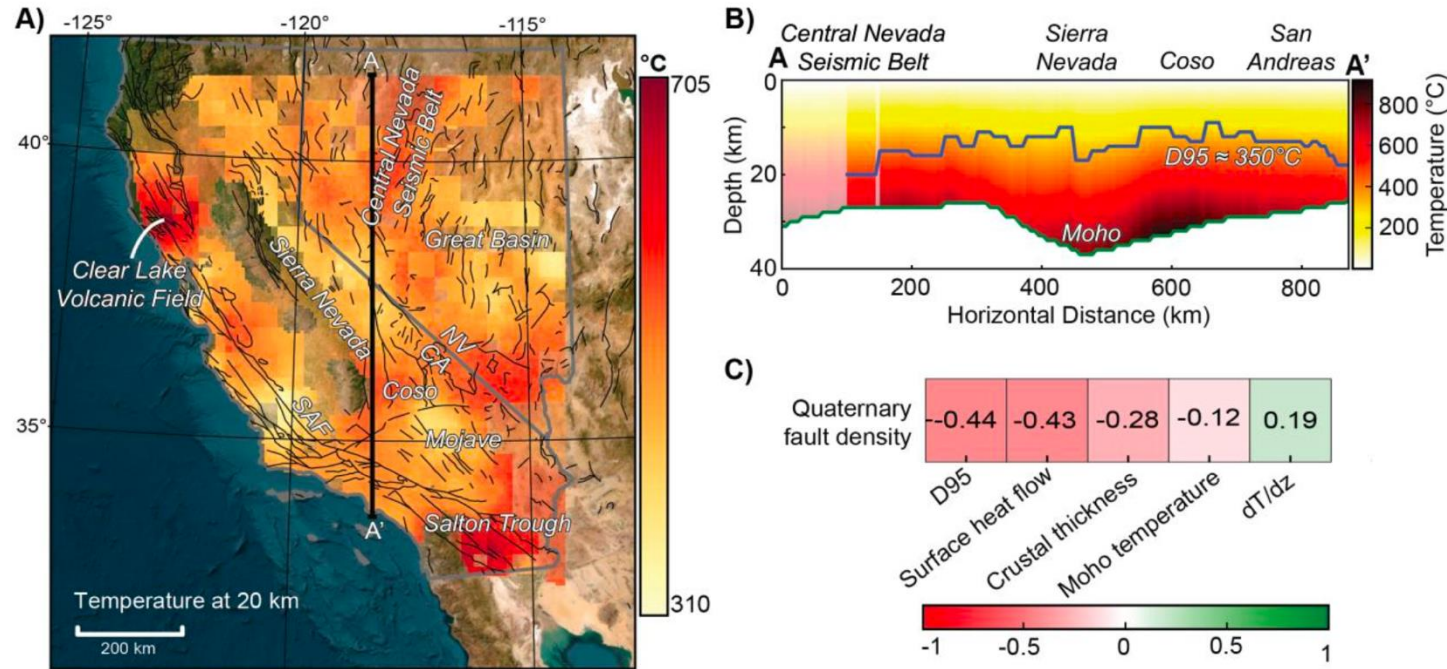 A)
-125° -120° -115°
°C
705
A
40°
Central Nevada
Seismic Belt
Great Basin
Clear Lake
Volcanic Field
Sierra Nevada
NV
CA
Coso
35°
SAF
Mojave
A'
Salton Trough
Temperature at 20 km
200 km
310
B)
Central Nevada
Seismic Belt
Sierra
Nevada
Coso
San
Andreas
A
A'
0
20
40
Depth (km)
D95 ≈ 350°C
Moho
0 200 400 600 800
Horizontal Distance (km)
800
600
400
200
Temperature (°C)
C)
Quaternary
fault density
--0.44 -0.43 -0.28 -0.12 0.19
D95
Surface heat flow
Crustal thickness
Moho temperature
dT/dz
-1 -0.5 0 0.5 1